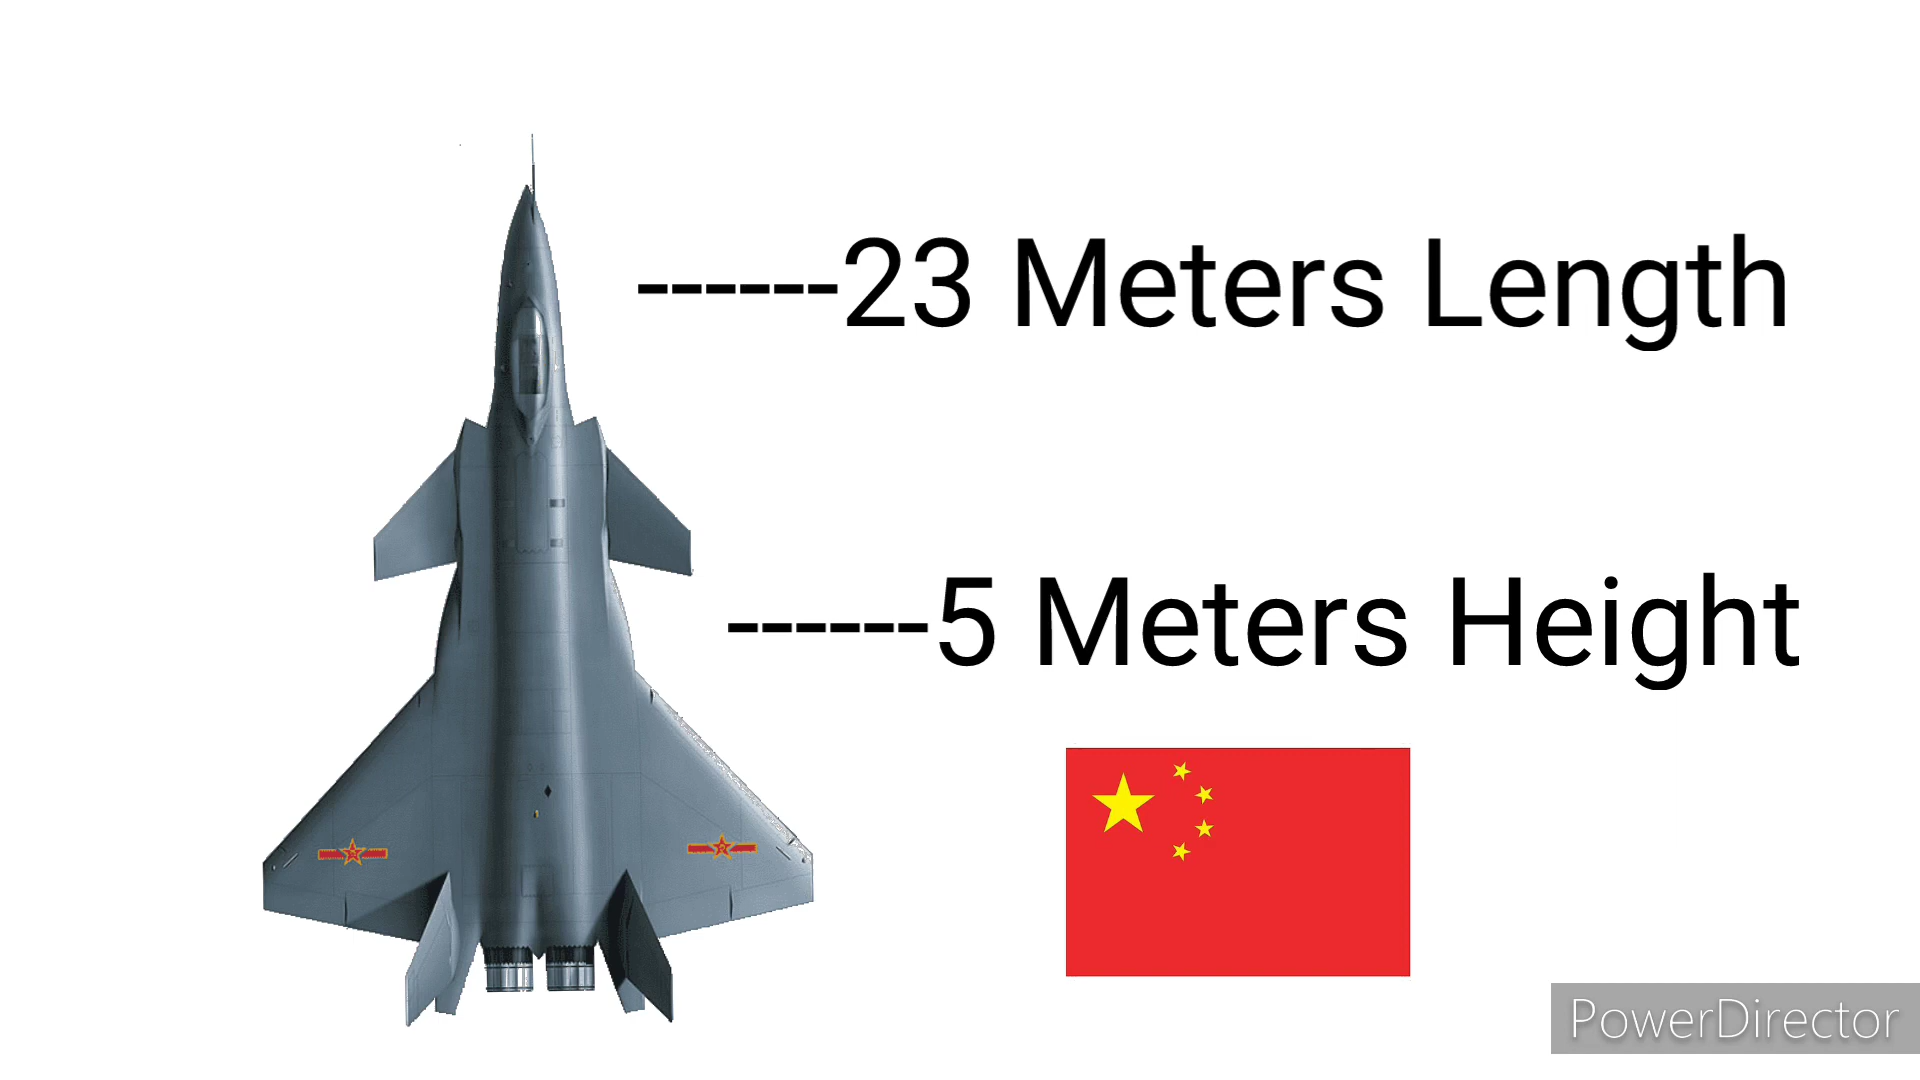 ------23 Meters Length
------5 Meters Height
PowerDirector